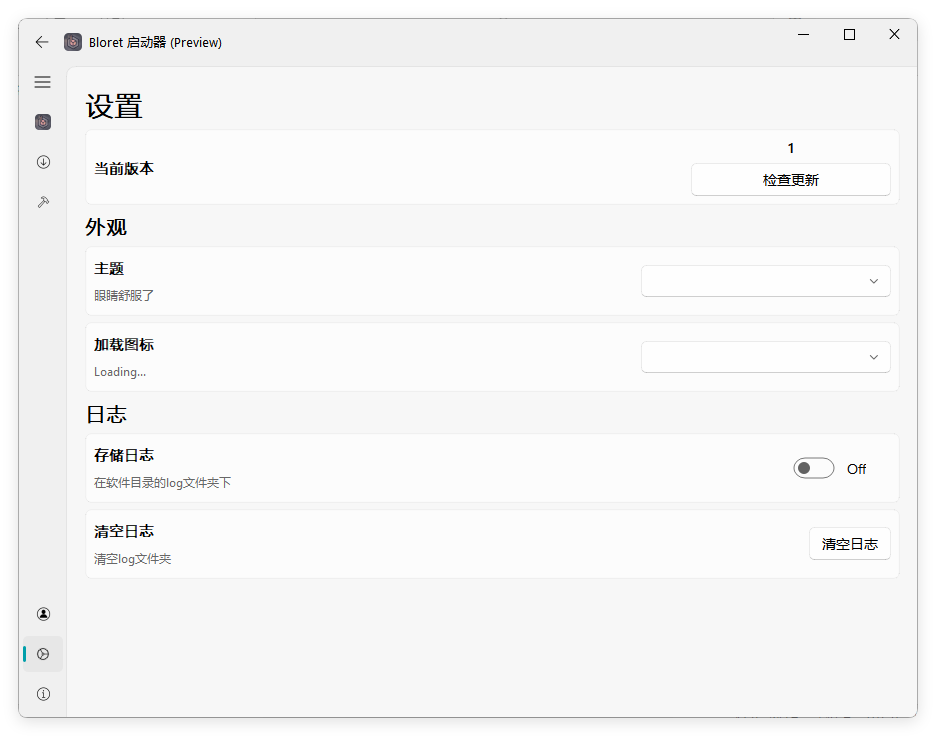 Bloret 启动器 (Preview)
设置
当前版本
1
检查更新
外观
主题
眼睛舒服了
加载图标
Loading...
日志
存储日志
在软件目录的log文件夹下
Off
清空日志
清空log文件夹
清空日志